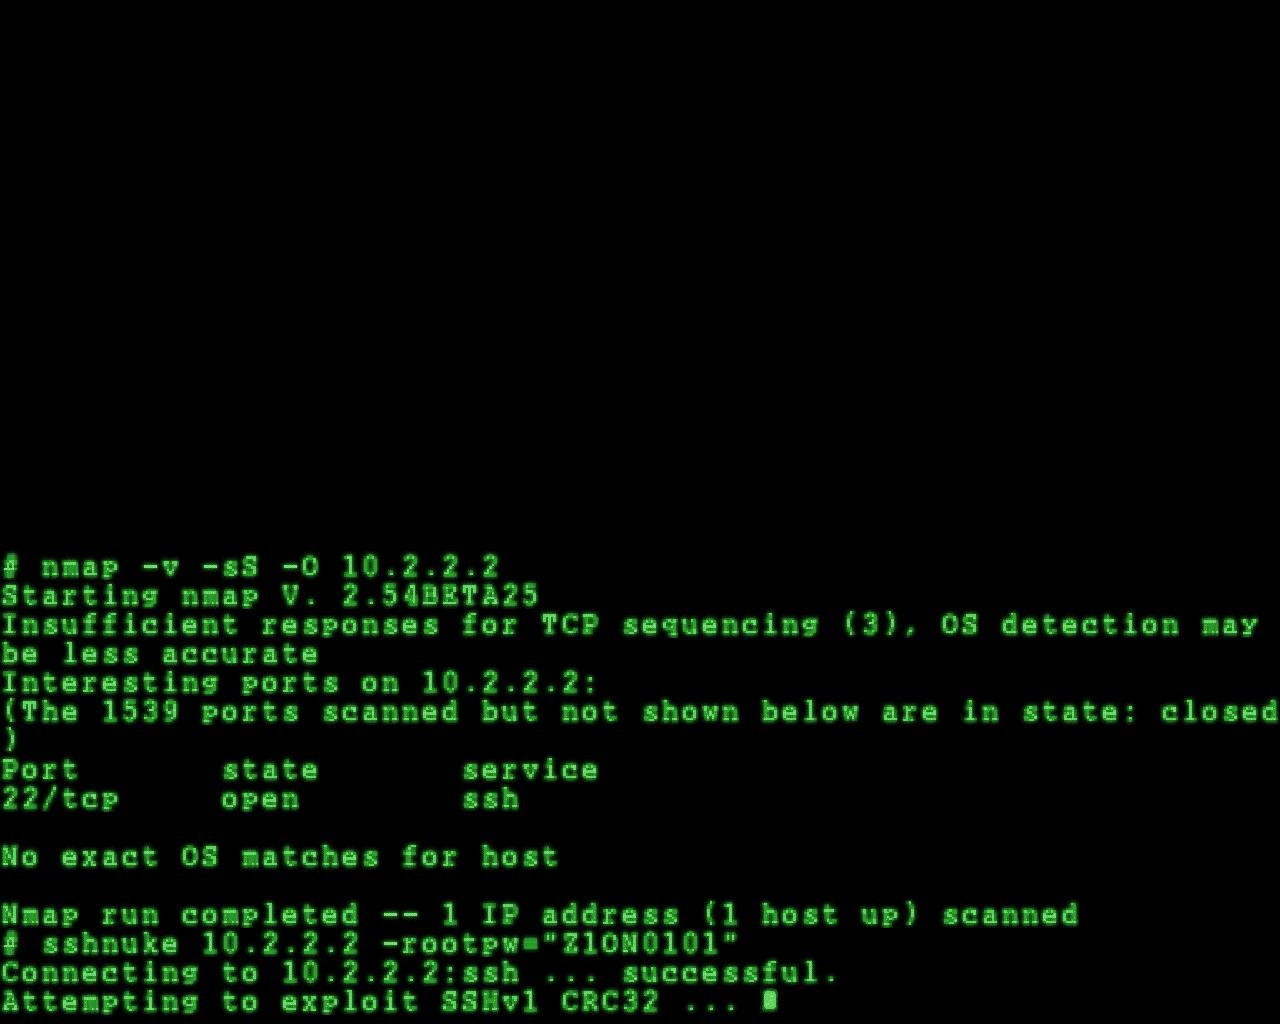 # nmap -v -sS -O 10.2.2.2
Starting nmap V. 2.54BETA25
Insufficient responses for TCP sequencing (3), OS detection may
be less accurate
Interesting ports on 10.2.2.2:
(The 1539 ports scanned but not shown below are in state: closed
)
Port       state       service
22/tcp     open        ssh
No exact OS matches for host
Nmap run completed -- 1 IP address (1 host up) scanned
# sshnuke 10.2.2.2 -rootpw="Z1ON0101"
Connecting to 10.2.2.2:ssh ... successful.
Attempting to exploit SSHv1 CRC32 ...